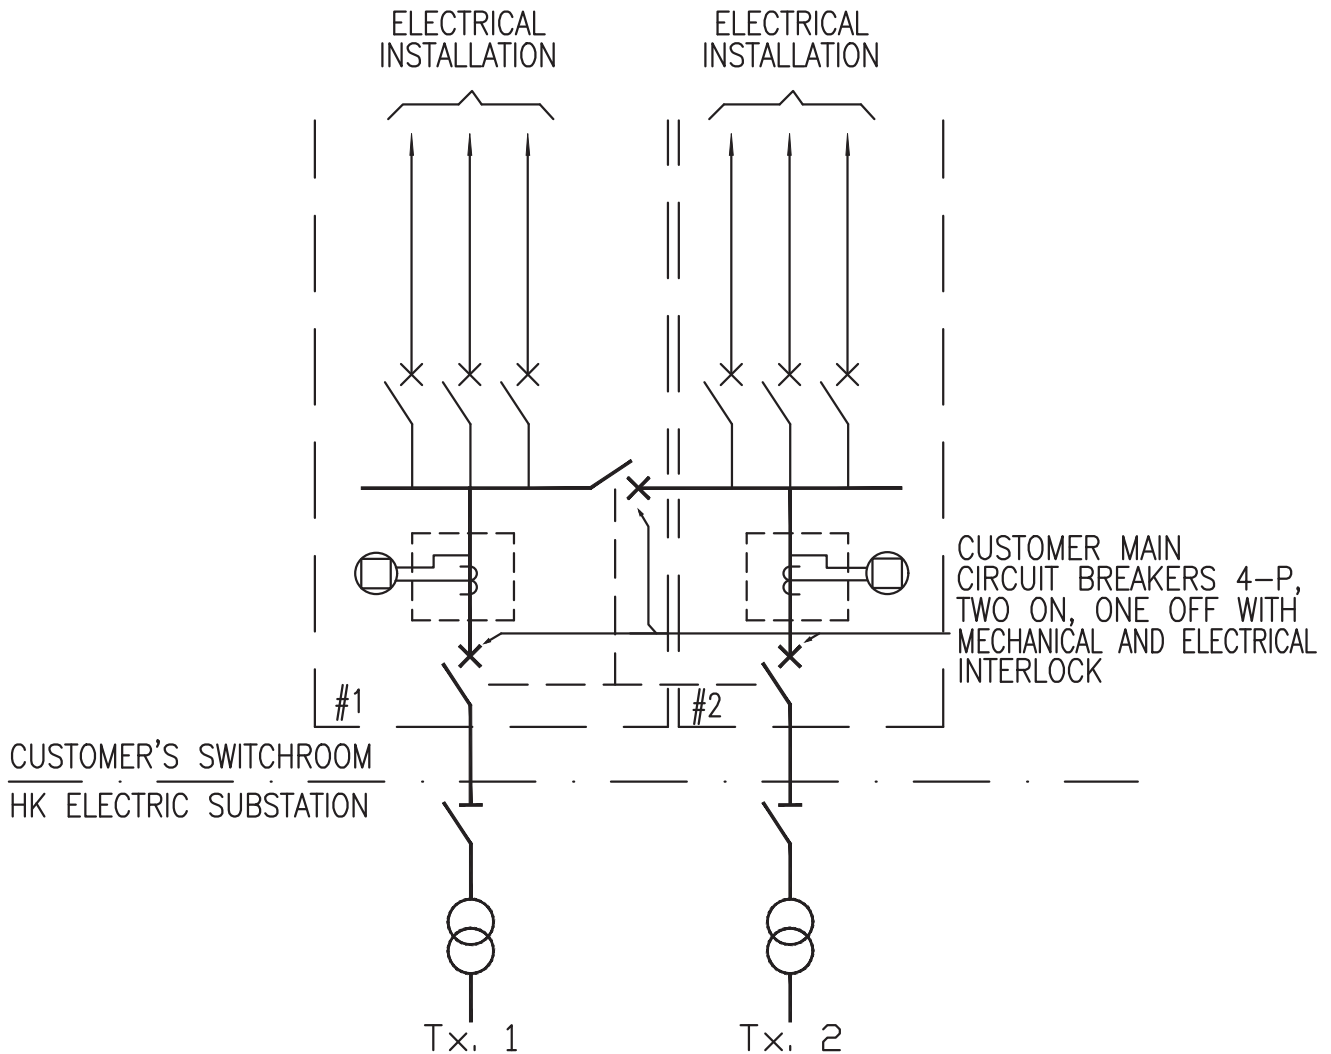 ELECTRICAL
INSTALLATION
ELECTRICAL
INSTALLATION
CUSTOMER MAIN
CIRCUIT BREAKERS 4-P,
TWO ON, ONE OFF WITH
MECHANICAL AND ELECTRICAL
INTERLOCK
#1
#2
CUSTOMER'S SWITCHROOM
HK ELECTRIC SUBSTATION
Tx. 1
Tx. 2